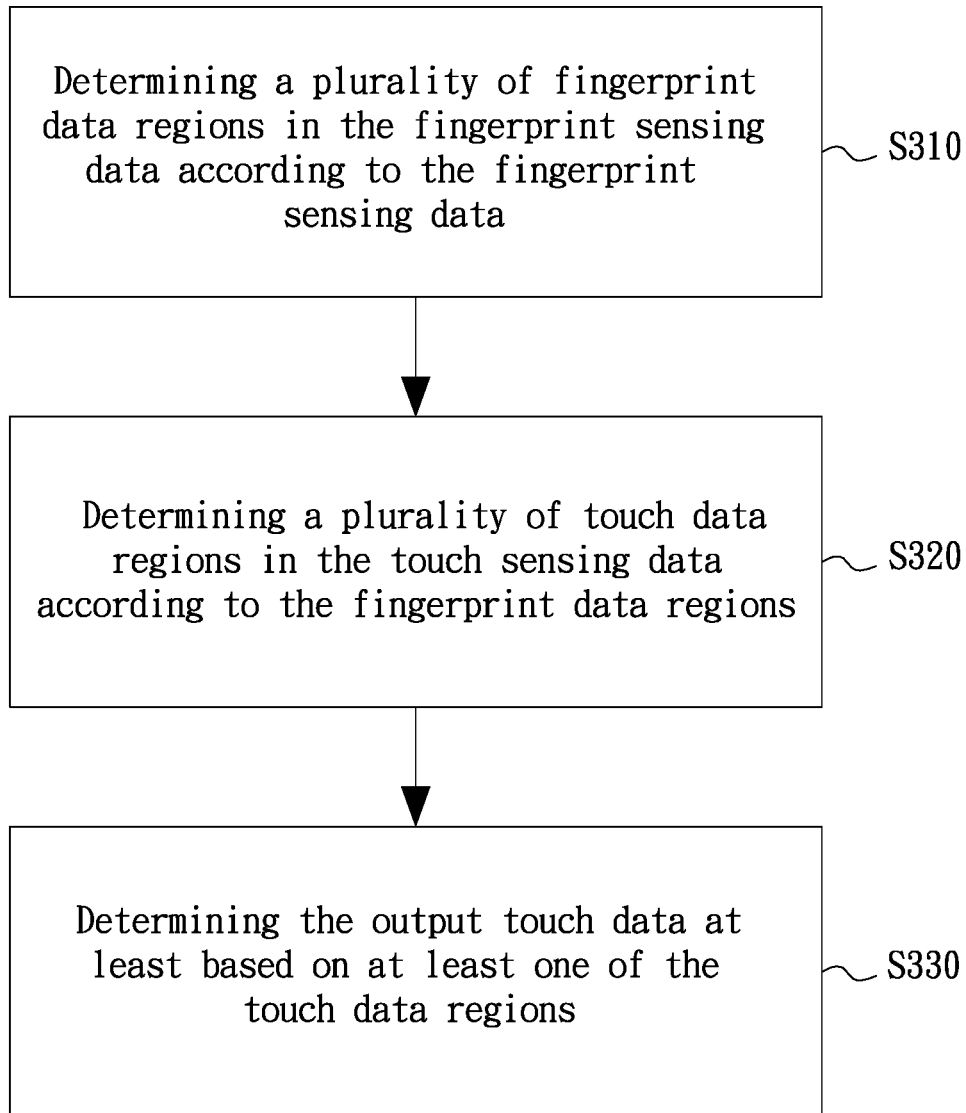 Determining a plurality of fingerprint
data regions in the fingerprint sensing
data according to the fingerprint
sensing data
S310
Determining a plurality of touch data
regions in the touch sensing data
according to the fingerprint data regions
S320
Determining the output touch data at
least based on at least one of the
touch data regions
S330